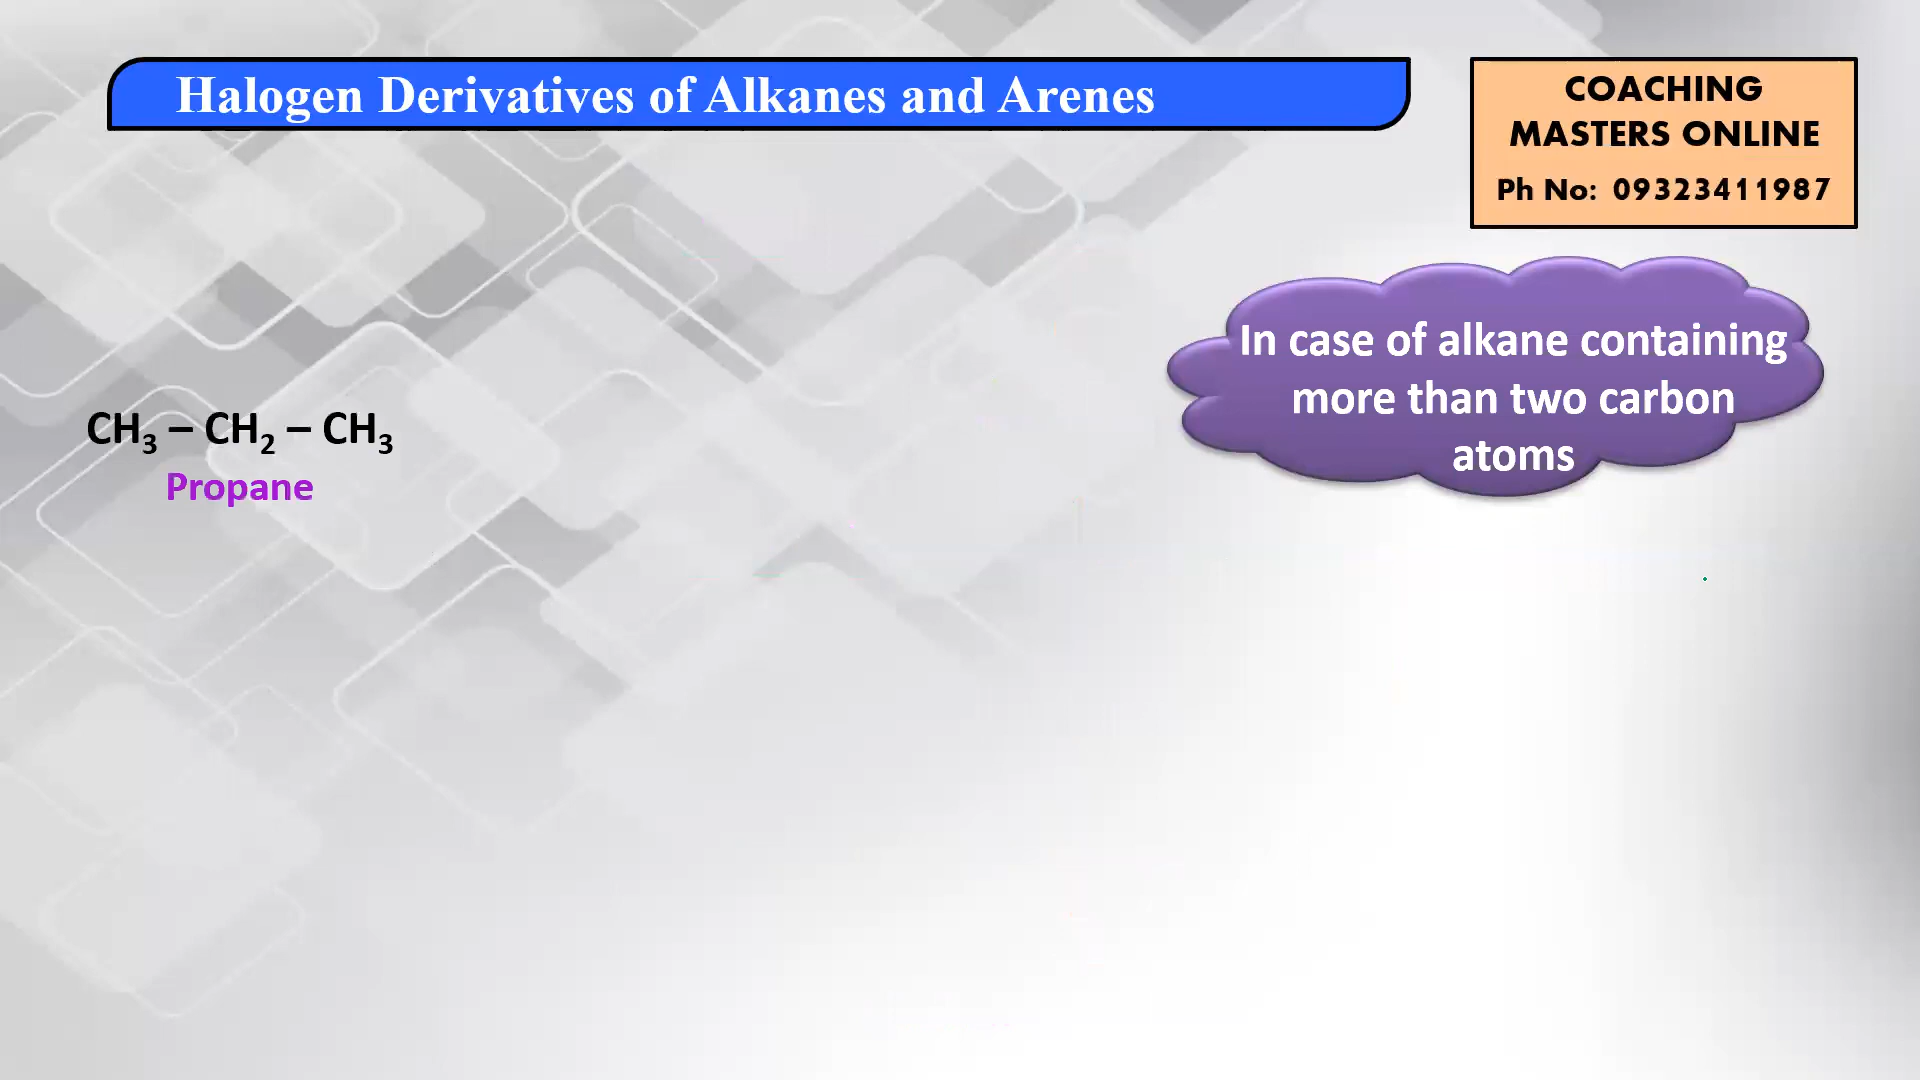 Halogen Derivatives of Alkanes and Arenes
COACHING
MASTERS ONLINE
Ph No: 09323411987
In case of alkane containing
more than two carbon
atoms
CH₃ – CH₂ – CH₃
Propane